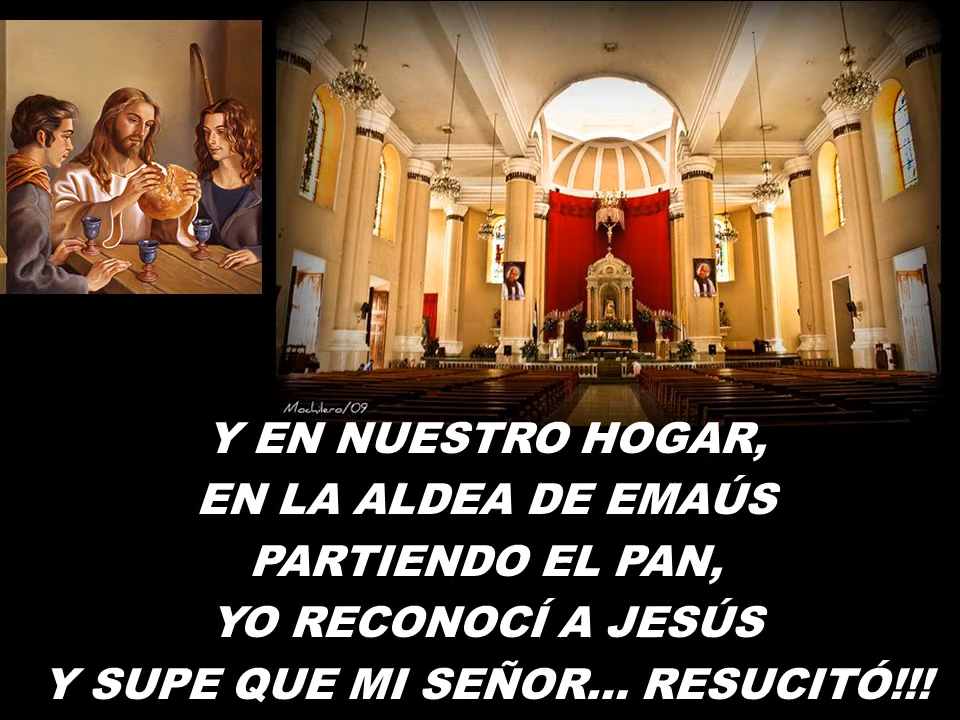 Mochilero/09
Y EN NUESTRO HOGAR,
EN LA ALDEA DE EMAÚS
PARTIENDO EL PAN,
YO RECONOCÍ A JESÚS
Y SUPE QUE MI SEÑOR... RESUCITÓ!!!